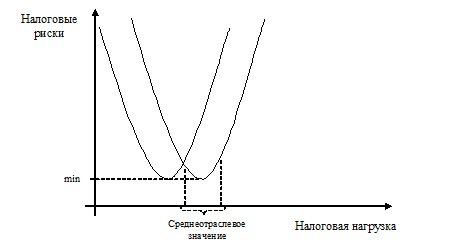 Налоговые
риски
min
Среднеотраслевое
значение
Налоговая нагрузка